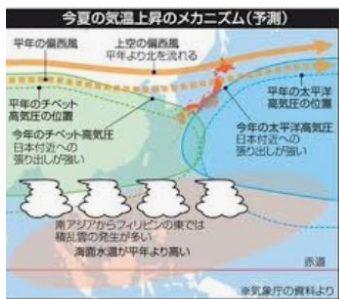 今夏の気温上昇のメカニズム(予測)
平年の偏西風
上空の偏西風
平年より北を流れる
平年のチベット
高気圧の位置
今年のチベット高気圧
日本付近への
張り出しが強い
平年の太平洋
高気圧の位置
今年の太平洋高気圧
日本付近への
張り出しが強い
南アジアからフィリピンの東では
積乱雲の発生が多い
海面水温が平年より高い
赤道
※気象庁の資料より